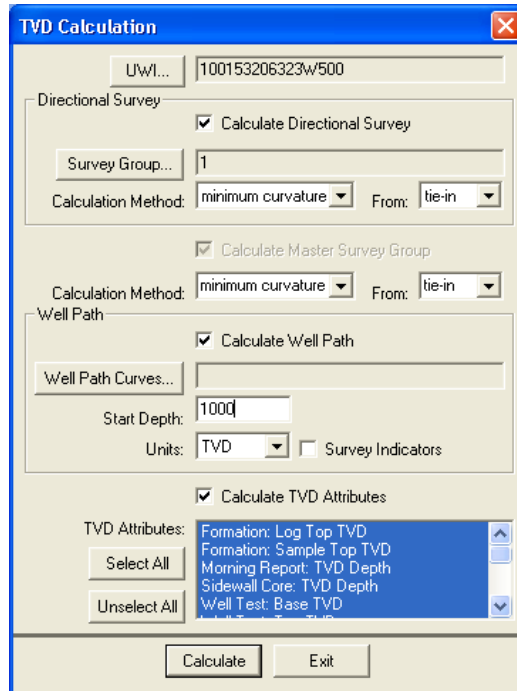 TVD Calculation
UWI... 100153206323W500
Directional Survey
Calculate Directional Survey
Survey Group... 1
Calculation Method: minimum curvature From: tie-in
Calculate Master Survey Group
Calculation Method: minimum curvature From: tie-in
Well Path
Calculate Well Path
Well Path Curves...
Start Depth: 1000
Units: TVD Survey Indicators
Calculate TVD Attributes
TVD Attributes: Formation: Log Top TVD
Formation: Sample Top TVD
Select All Morning Report: TVD Depth
Sidewall Core: TVD Depth
Unselect All Well Test: Base TVD
Calculate Exit